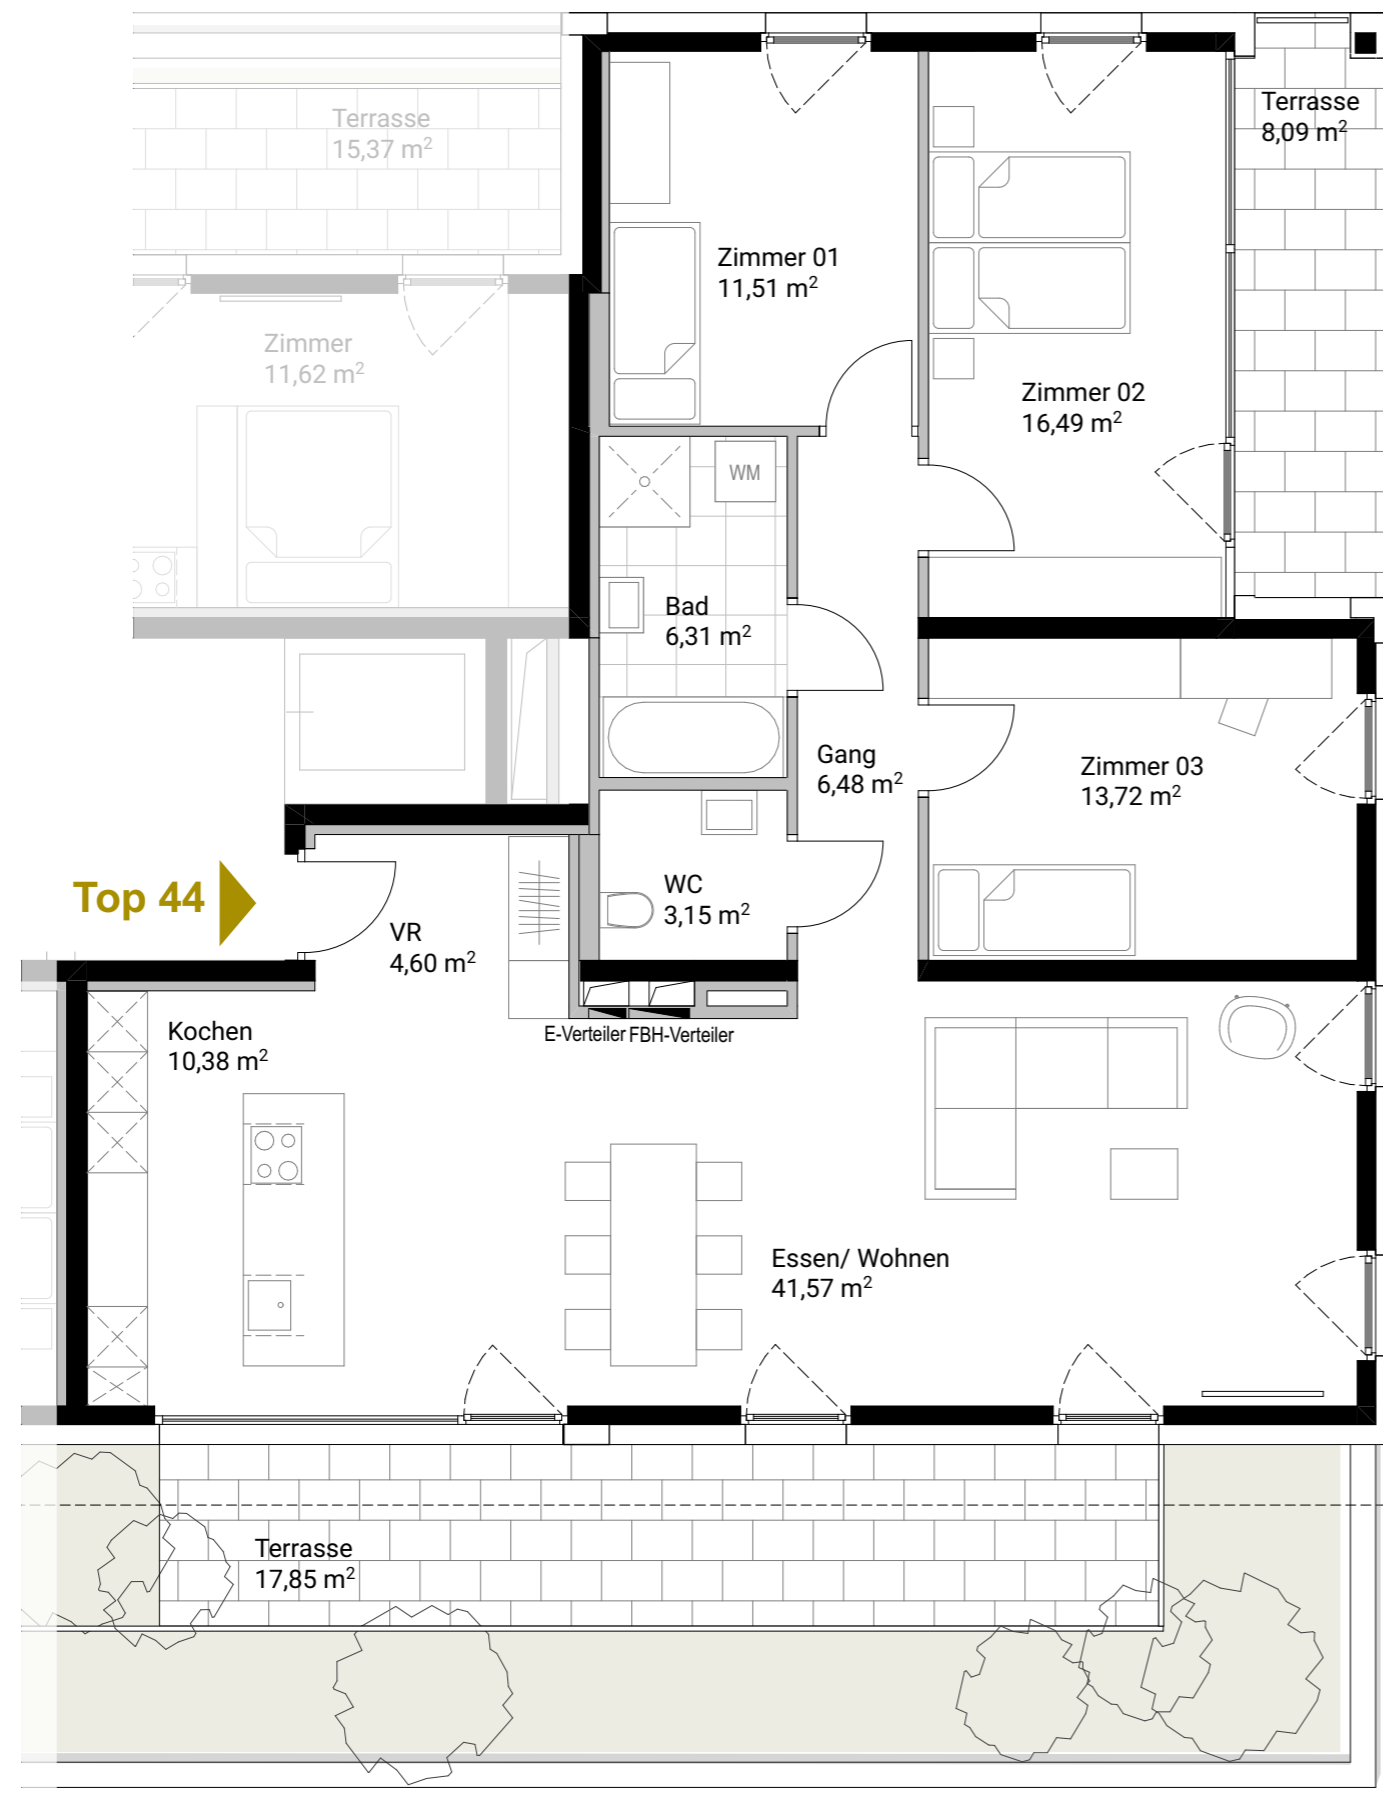 Terrasse
15,37 m²
Terrasse
8,09 m²
Zimmer 01
11,51 m²
Zimmer
11,62 m²
Zimmer 02
16,49 m²
WM
Bad
6,31 m²
Gang
6,48 m²
Zimmer 03
13,72 m²
Top 44
WC
3,15 m²
VR
4,60 m²
Kochen
10,38 m²
E-Verteiler FBH-Verteiler
Essen/ Wohnen
41,57 m²
Terrasse
17,85 m²